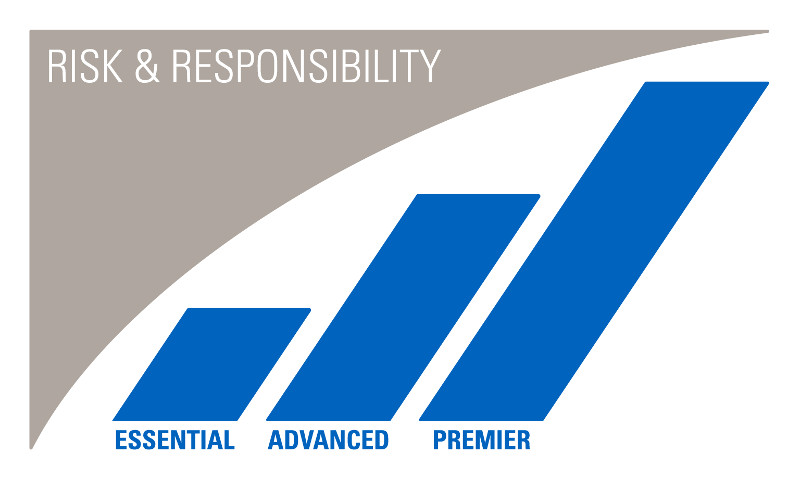 RISK & RESPONSIBILITY
ESSENTIAL
ADVANCED
PREMIER